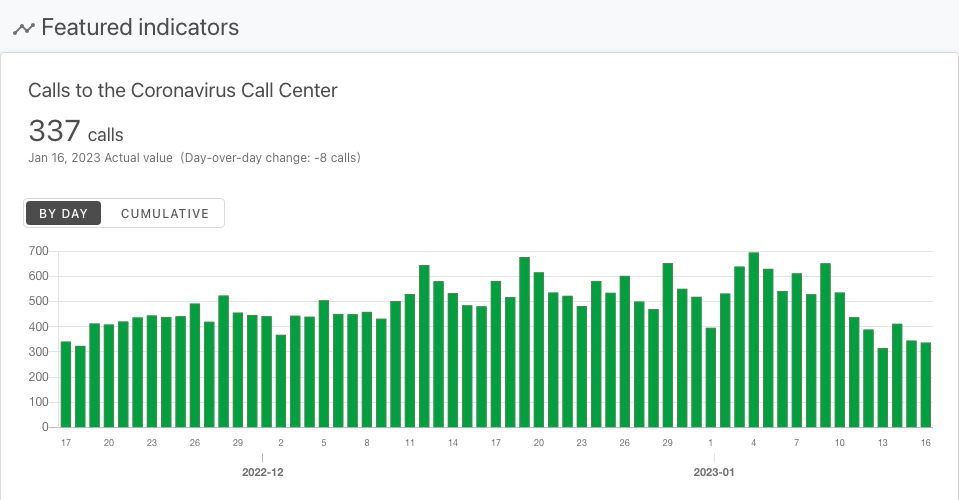 Featured indicators
Calls to the Coronavirus Call Center
337 calls
Jan 16, 2023 Actual value (Day-over-day change: -8 calls)
BY DAY CUMULATIVE
700
600
500
400
300
200
100
0
17 20 23 26 29 2 5 8 11 14 17 20 23 26 29 1 4 7 10 13 16
2022-12 2023-01